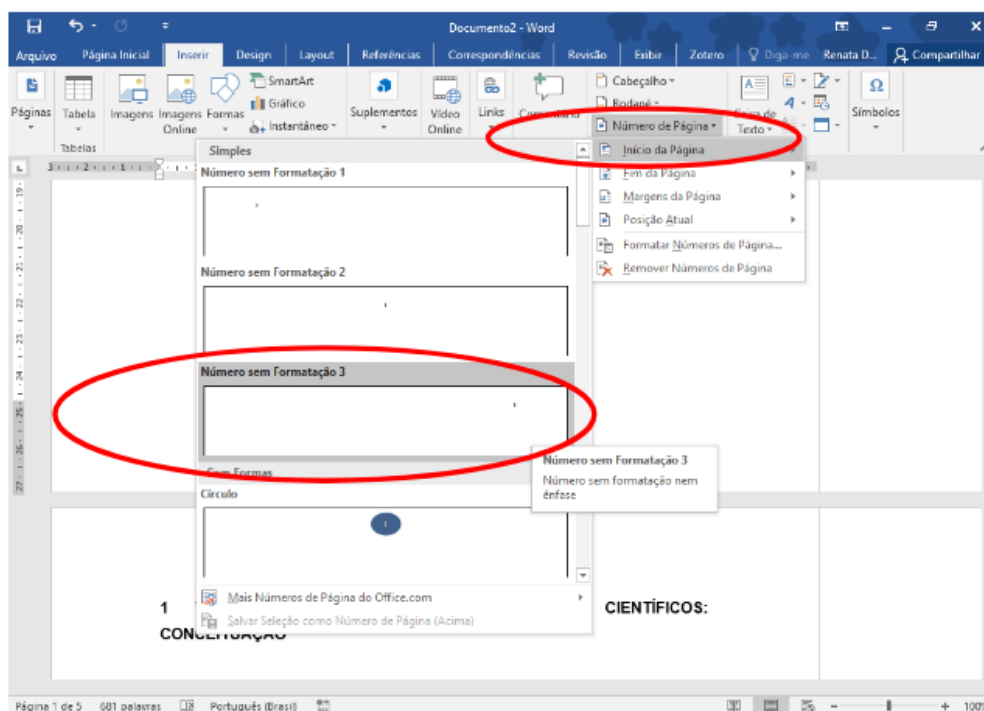 Documento2 - Word
Arquivo Página Inicial Inserir Design Layout Referências Correspondências Revisão Exibir Zotero Diga-me Renata D... Compartilhar
Páginas
Tabela
Tabelas
Imagens
Imagens Online
Formas
SmartArt
Gráfico
Instantâneo
Suplementos
Vídeo Online
Links
Cabeçalho
Rodapé
Número de Página
Texto
Símbolos
Início da Página
Fim da Página
Margens da Página
Posição Atual
Formatar Números de Página...
Remover Números de Página
Simples
Número sem Formatação 1
Número sem Formatação 2
Número sem Formatação 3
Com Formas
Círculo
Número sem Formatação 3
Número sem formatação nem
ênfase
Mais Números de Página do Office.com
Salvar Seleção como Número de Página (Acima)
1 CIENTÍFICOS:
CONCEITUAÇÃO
Página 1 de 5 681 palavras Português (Brasil) 100%